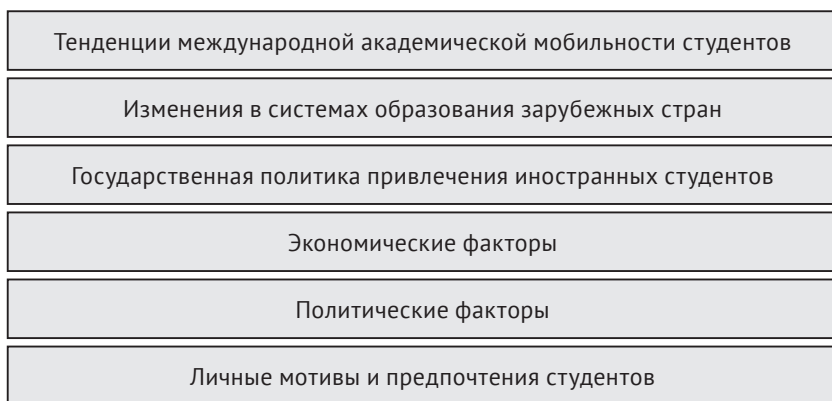 Тенденции международной академической мобильности студентов
Изменения в системах образования зарубежных стран
Государственная политика привлечения иностранных студентов
Экономические факторы
Политические факторы
Личные мотивы и предпочтения студентов